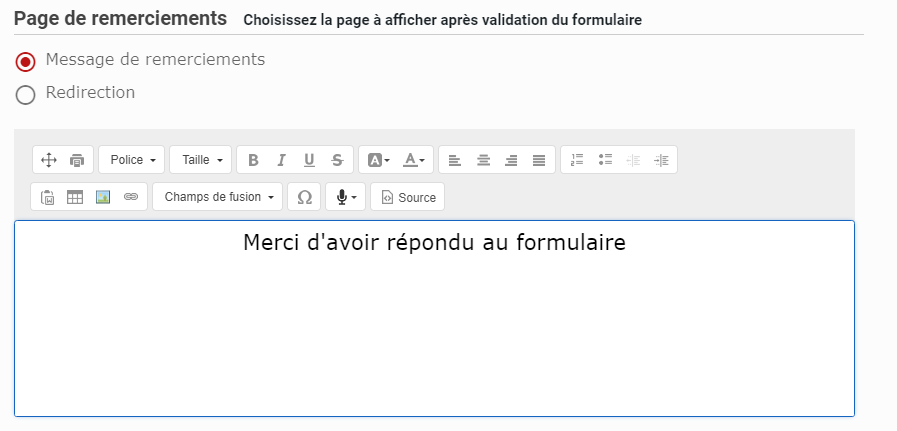 Page de remerciements Choisissez la page à afficher après validation du formulaire
Message de remerciements
Redirection
Police Taille B I U S A A
Champs de fusion Ω Source
Merci d'avoir répondu au formulaire